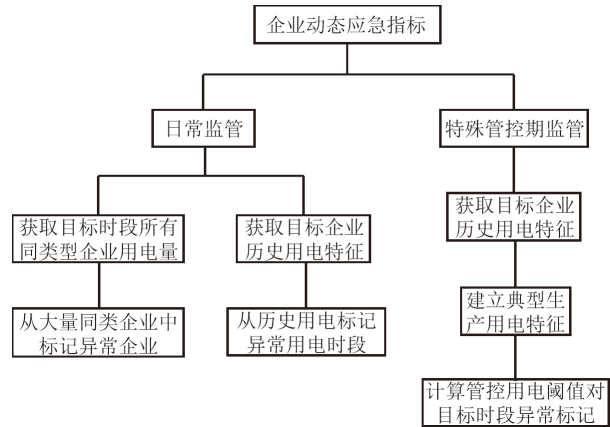 企业动态应急指标
日常监管
特殊管控期监管
获取目标时段所有
同类型企业用电量
获取目标企业
历史用电特征
获取目标企业
历史用电特征
从大量同类企业中
标记异常企业
从历史用电标记
异常用电时段
建立典型生
产用电特征
计算管控用电阈值对
目标时段异常标记